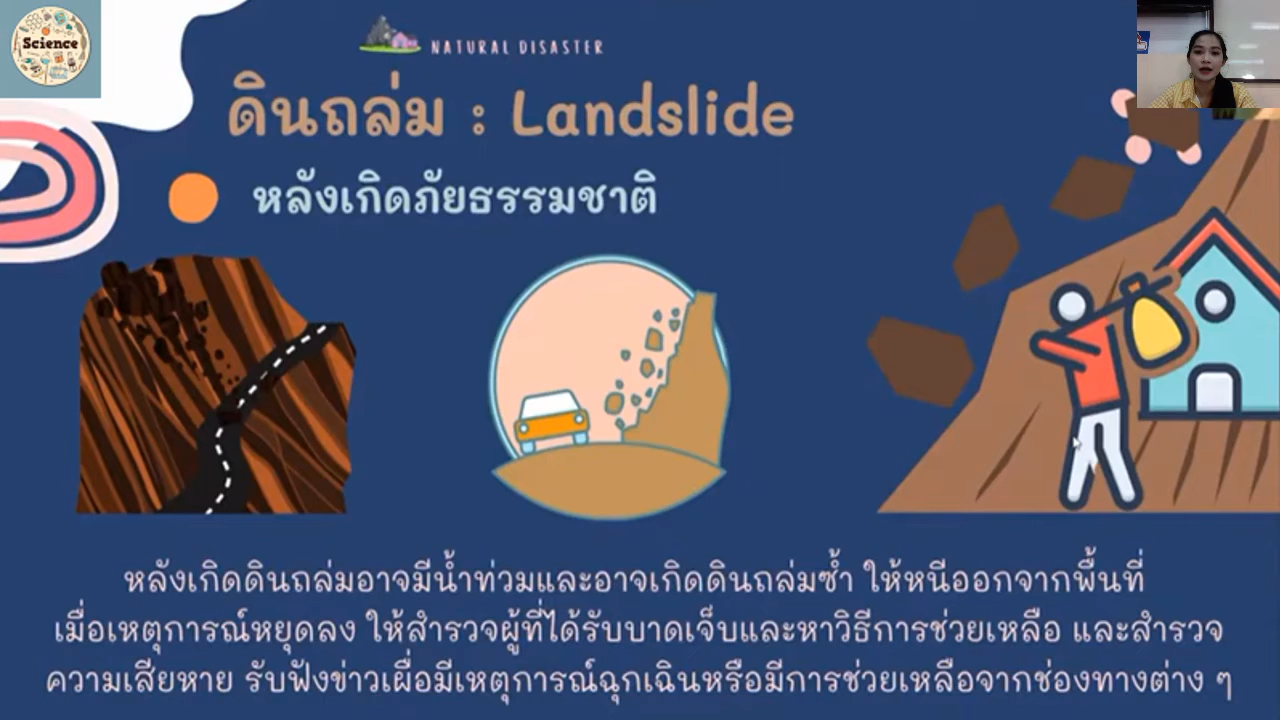 Science
NATURAL DISASTER
ดินถล่ม : Landslide
หลังเกิดภัยธรรมชาติ
หลังเกิดดินถล่มอาจมีน้ำท่วมและอาจเกิดดินถล่มซ้ำ ให้หนีออกจากพื้นที่
เมื่อเหตุการณ์หยุดลง ให้สำรวจผู้ที่ได้รับบาดเจ็บและหาวิธีการช่วยเหลือ และสำรวจ
ความเสียหาย รับฟังข่าวเผื่อมีเหตุการณ์ฉุกเฉินหรือมีการช่วยเหลือจากช่องทางต่าง ๆ